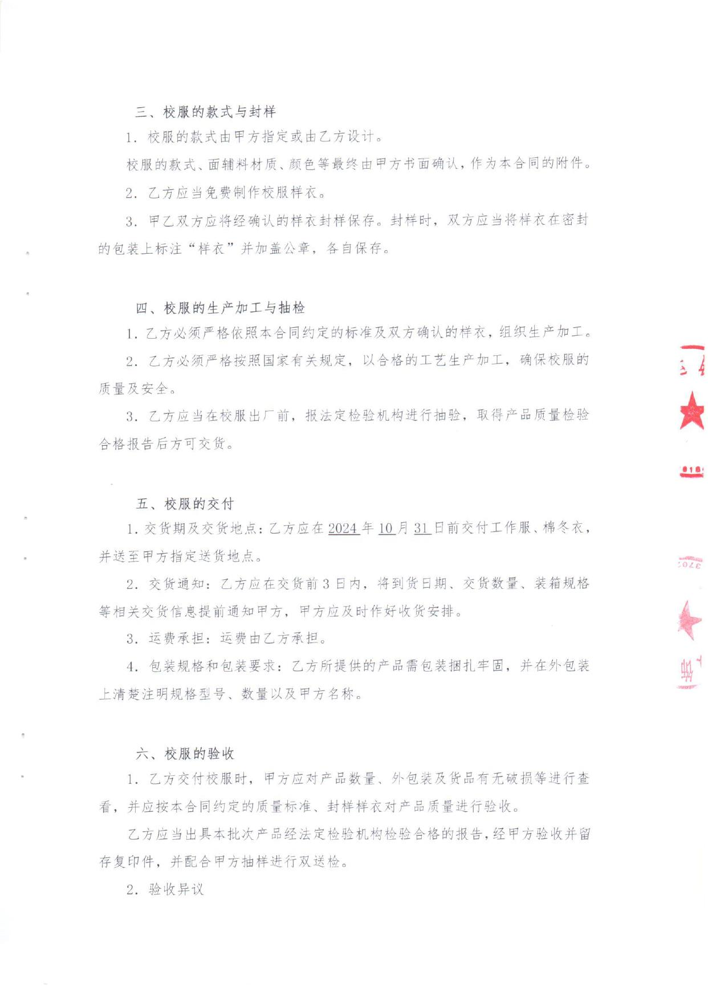 三、校服的款式与封样
1. 校服的款式由甲方指定或由乙方设计。
校服的款式、面辅料材质、颜色等最终由甲方书面确认，作为本合同的附件。
2. 乙方应当免费制作校服样衣。
3. 甲乙双方应将经确认的样衣封样保存。封样时，双方应当将样衣在密封
的包装上标注“样衣”并加盖公章，各自保存。
四、校服的生产加工与抽检
1. 乙方必须严格依照本合同约定的标准及双方确认的样衣，组织生产加工。
2. 乙方必须严格按照国家有关规定，以合格的工艺生产加工，确保校服的
质量及安全。
3. 乙方应当在校服出厂前，报法定检验机构进行抽验，取得产品质量检验
合格报告后方可交货。
五、校服的交付
1. 交货期及交货地点：乙方应在 2024 年 10 月 31 日前交付工作服、棉冬衣，
并送至甲方指定送货地点。
2. 交货通知：乙方应在交货前 3 日内，将到货日期、交货数量、装箱规格
等相关交货信息提前通知甲方，甲方应及时作好收货安排。
3. 运费承担：运费由乙方承担。
4. 包装规格和包装要求：乙方所提供的产品需包装捆扎牢固，并在外包装
上清楚注明规格型号、数量以及甲方名称。
六、校服的验收
1. 乙方交付校服时，甲方应对产品数量、外包装及货品有无破损等进行查
看，并应按本合同约定的质量标准、封样样衣对产品质量进行验收。
乙方应当出具本批次产品经法定检验机构检验合格的报告，经甲方验收并留
存复印件，并配合甲方抽样进行双送检。
2. 验收异议
018
3702
饰